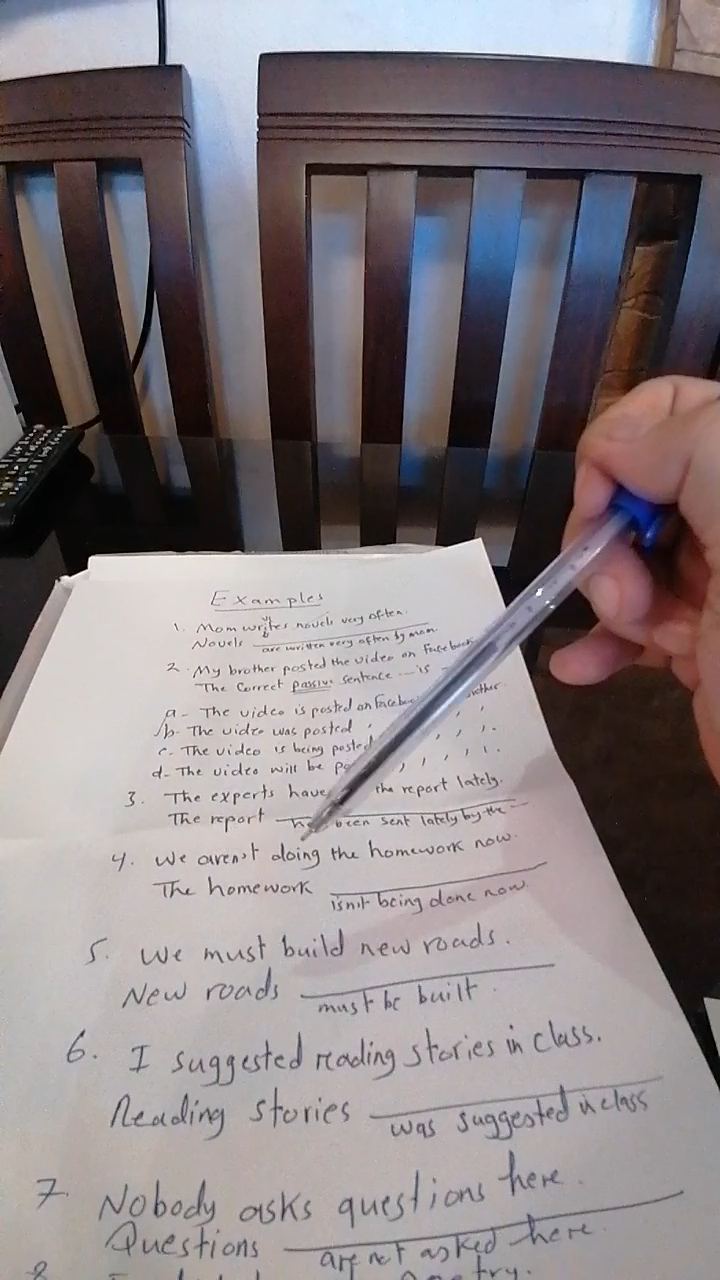 Examples
1. Mom writes novels very often.
Novels are written very often by mom
2. My brother posted the video on Facebook
The Correct passive sentence --- is
a- The video is posted on Facebook
b- The video was posted , , , , .
c- The video is being posted , , , .
d- The video will be , , , , .
3. The experts have the report lately.
The report been sent lately by the --
4. We aren't doing the homework now.
The homework isn't being done now.
5. We must build new roads.
New roads must be built.
6. I suggested reading stories in class.
Reading stories was suggested in class
7. Nobody asks questions here.
Questions are not asked here.
8.